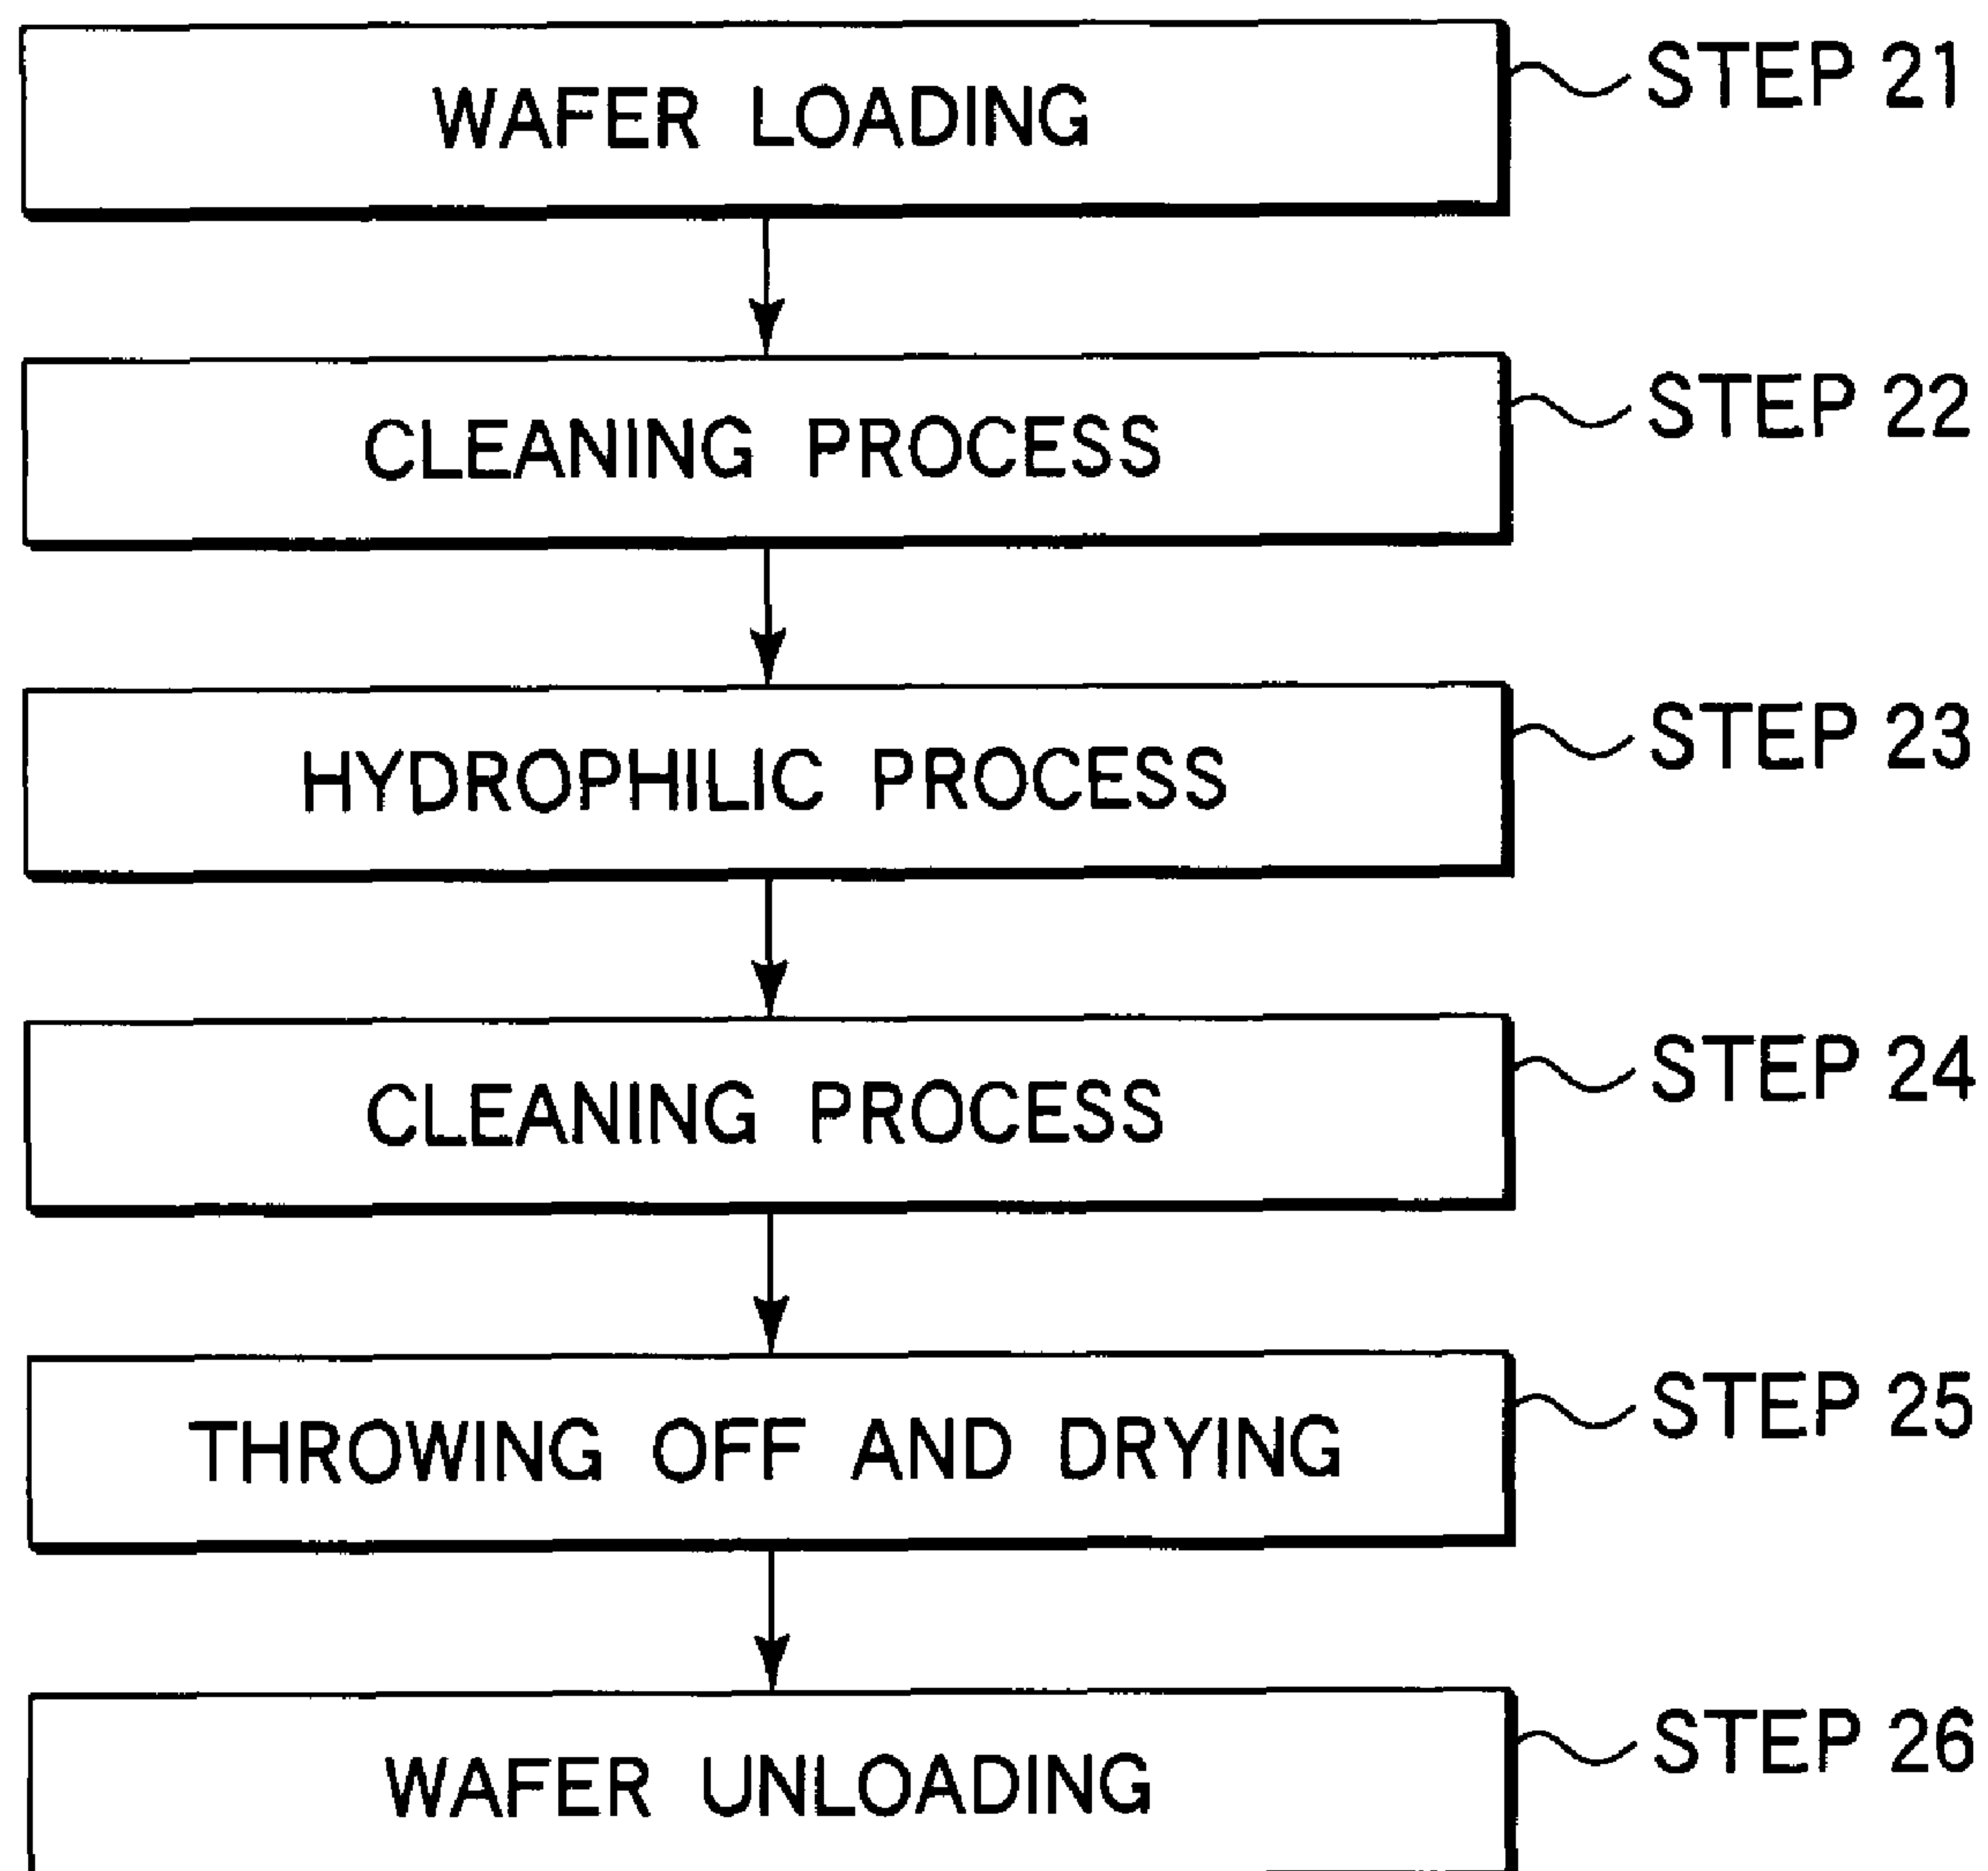 WAFER LOADING
STEP 21
CLEANING PROCESS
STEP 22
HYDROPHILIC PROCESS
STEP 23
CLEANING PROCESS
STEP 24
THROWING OFF AND DRYING
STEP 25
WAFER UNLOADING
STEP 26